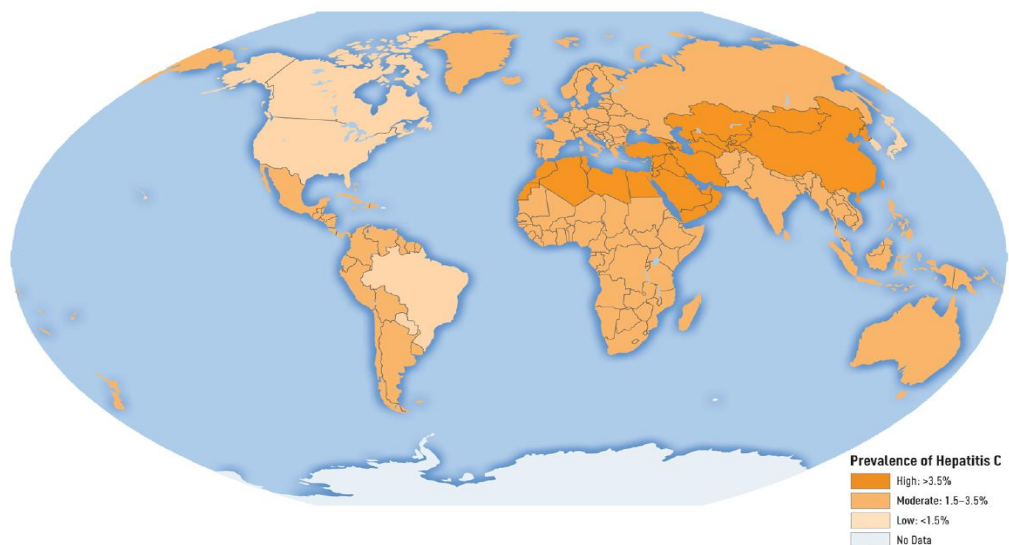 Prevalence of Hepatitis C
High: >3.5%
Moderate: 1.5–3.5%
Low: <1.5%
No Data